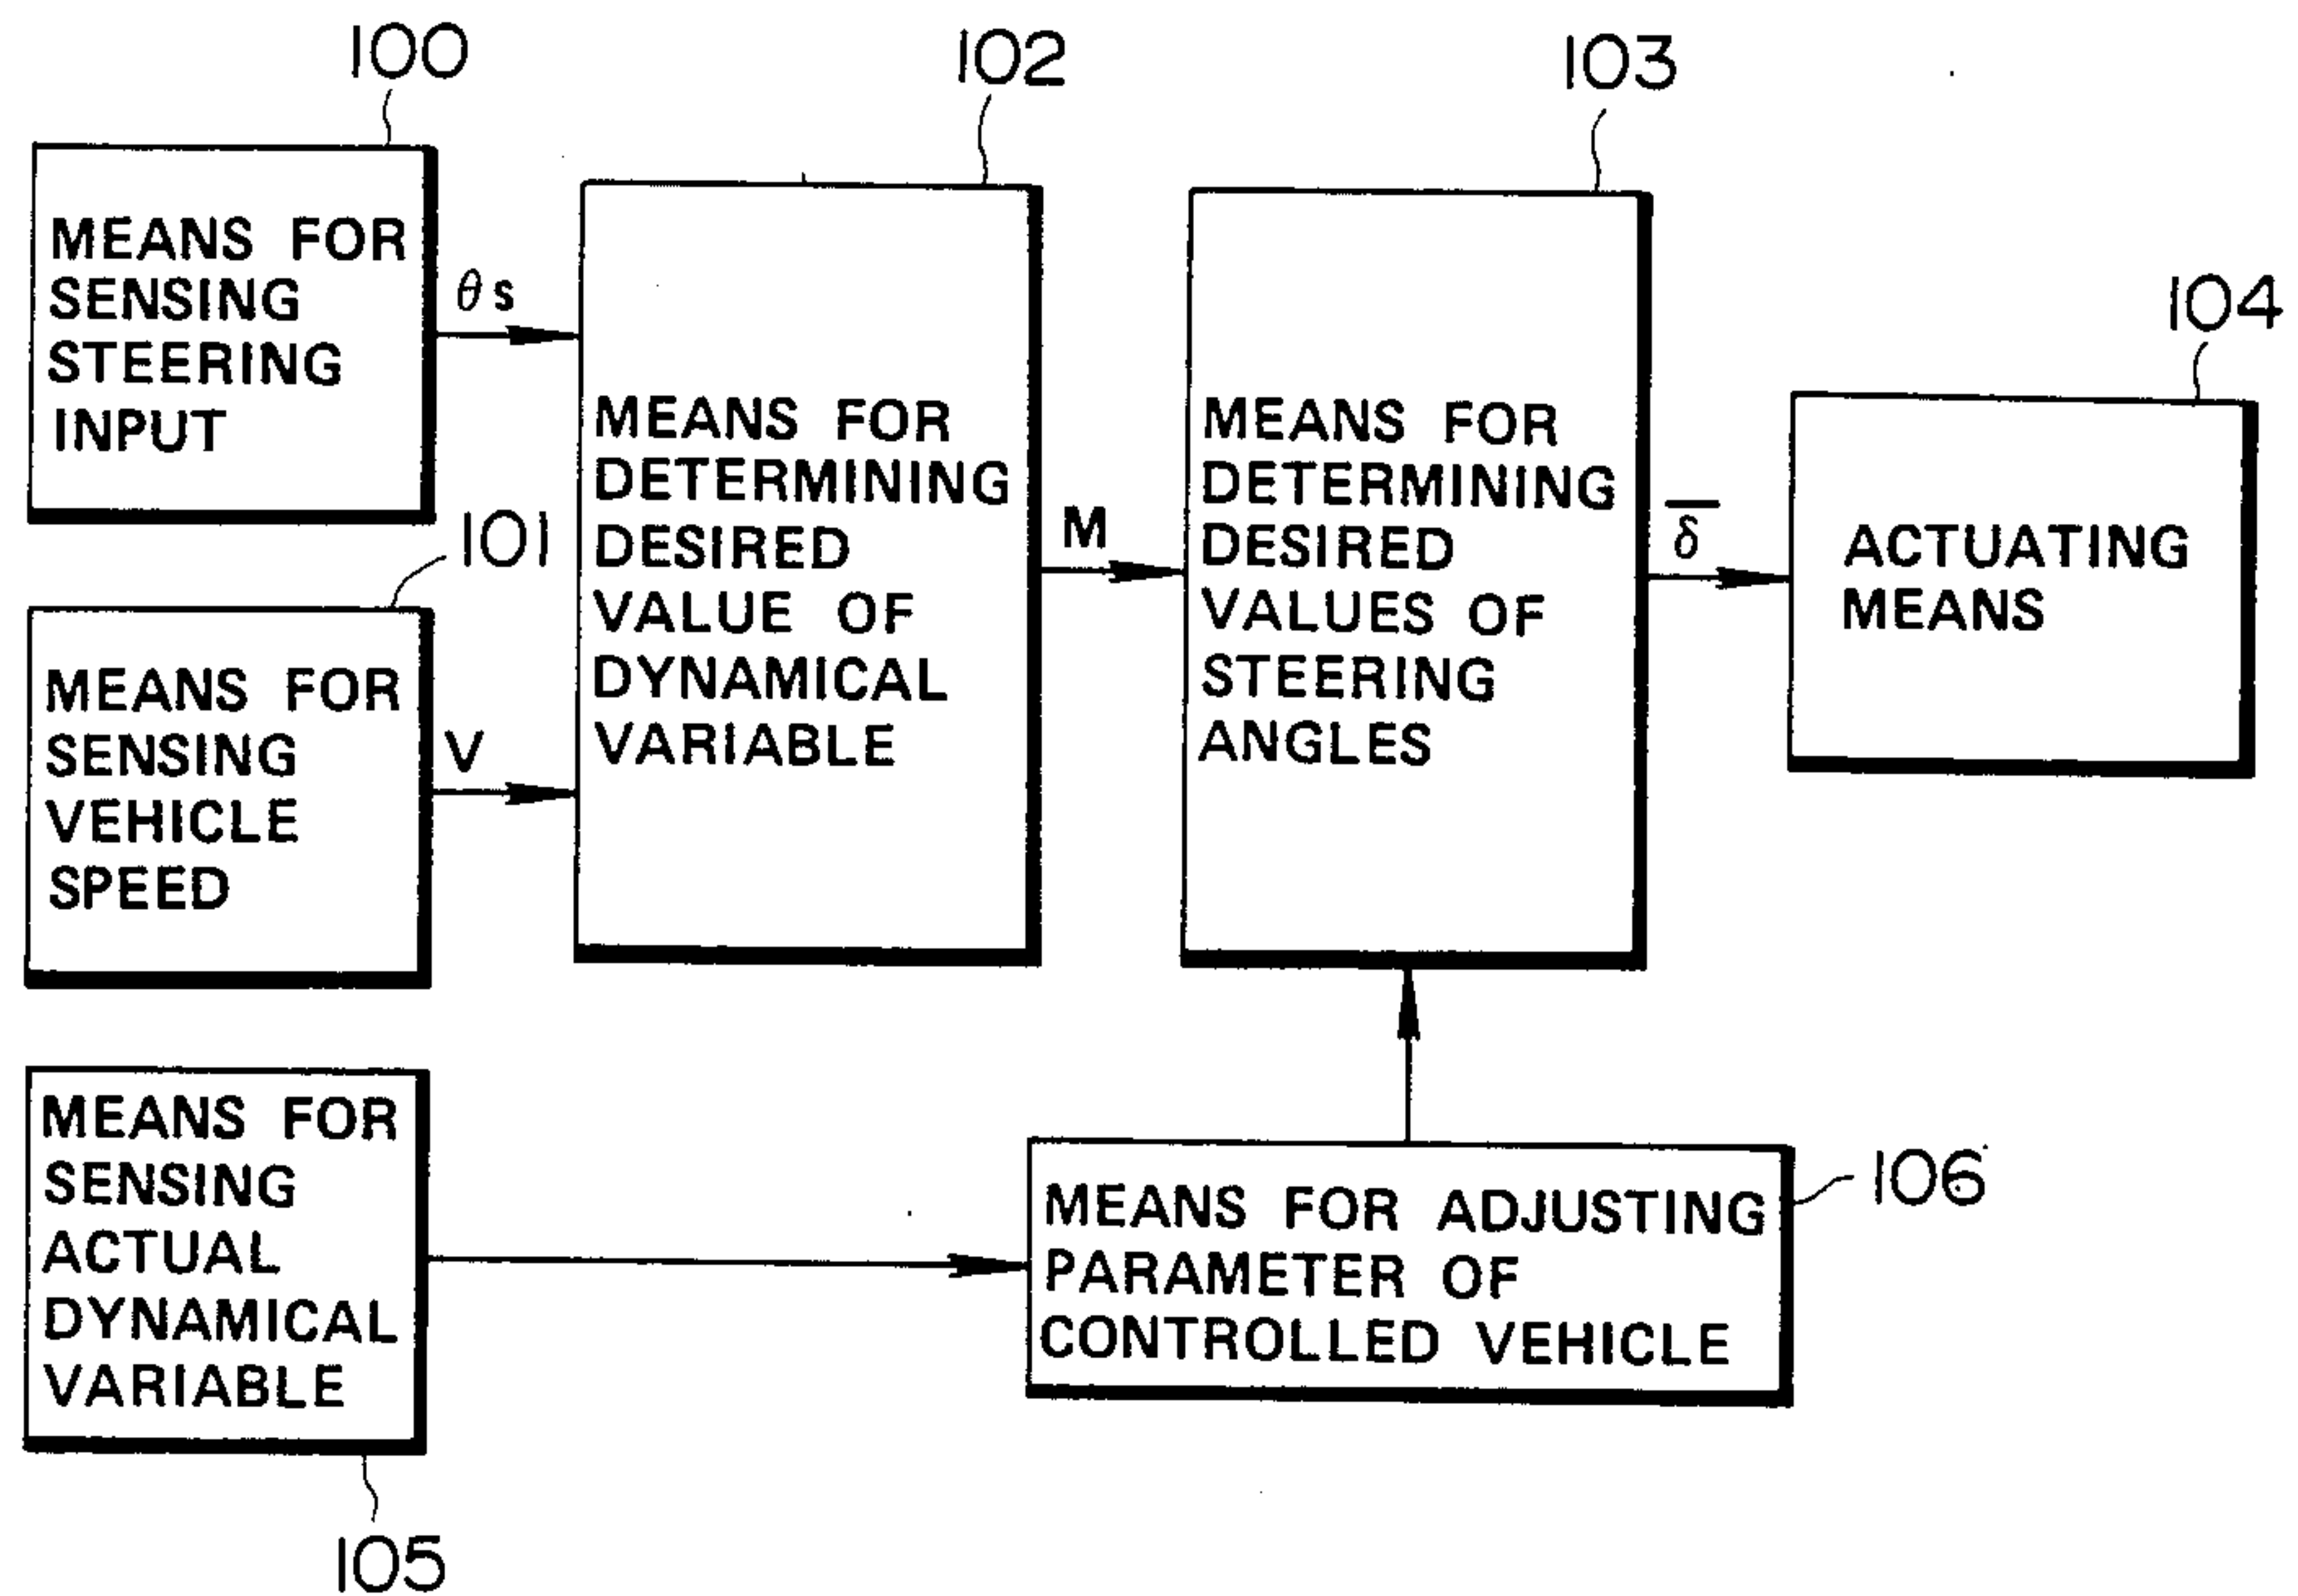 100
MEANS FOR
SENSING
STEERING
INPUT
θs
101
MEANS FOR
SENSING
VEHICLE
SPEED
V
102
MEANS FOR
DETERMINING
DESIRED
VALUE OF
DYNAMICAL
VARIABLE
M
103
MEANS FOR
DETERMINING
DESIRED
VALUES OF
STEERING
ANGLES
δ̅
104
ACTUATING
MEANS
MEANS FOR
SENSING
ACTUAL
DYNAMICAL
VARIABLE
105
MEANS FOR ADJUSTING
PARAMETER OF
CONTROLLED VEHICLE
106